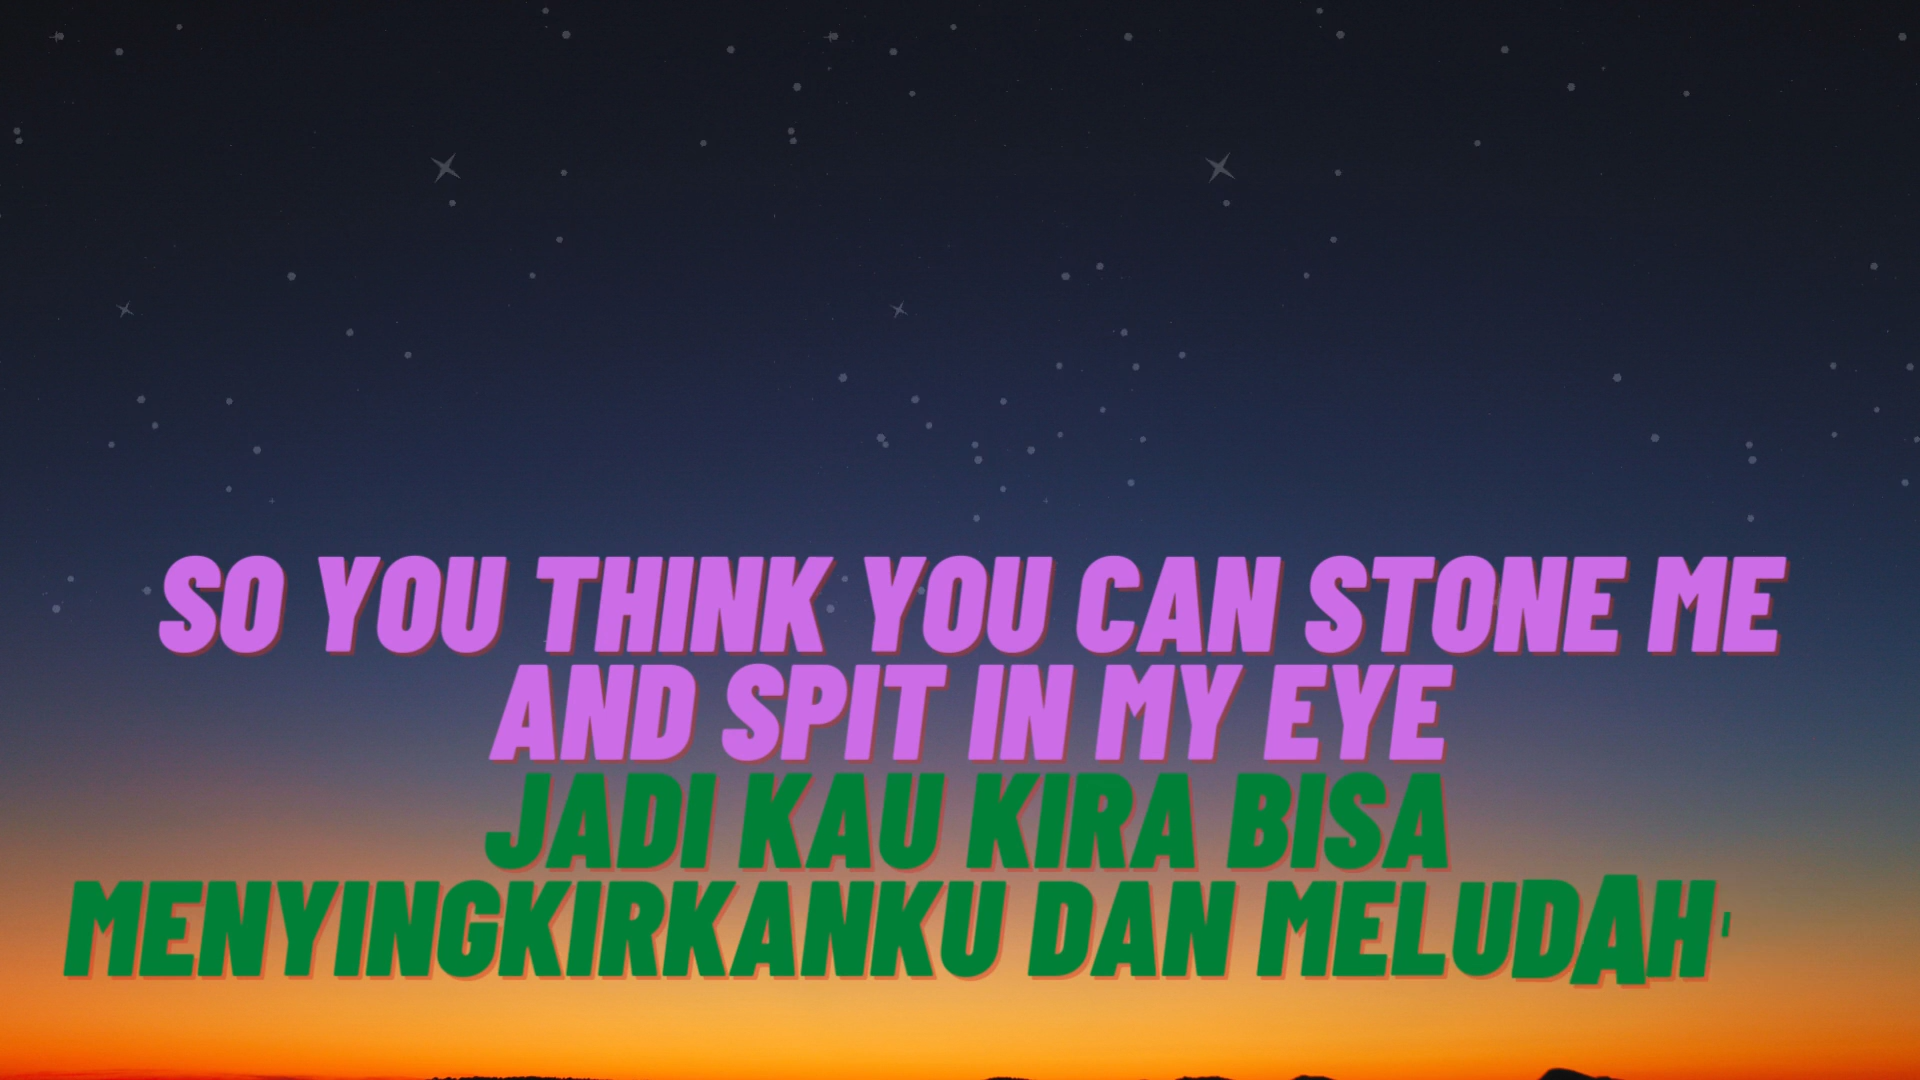 SO YOU THINK YOU CAN STONE ME
AND SPIT IN MY EYE
JADI KAU KIRA BISA
MENYINGKIRKANKU DAN MELUDAH